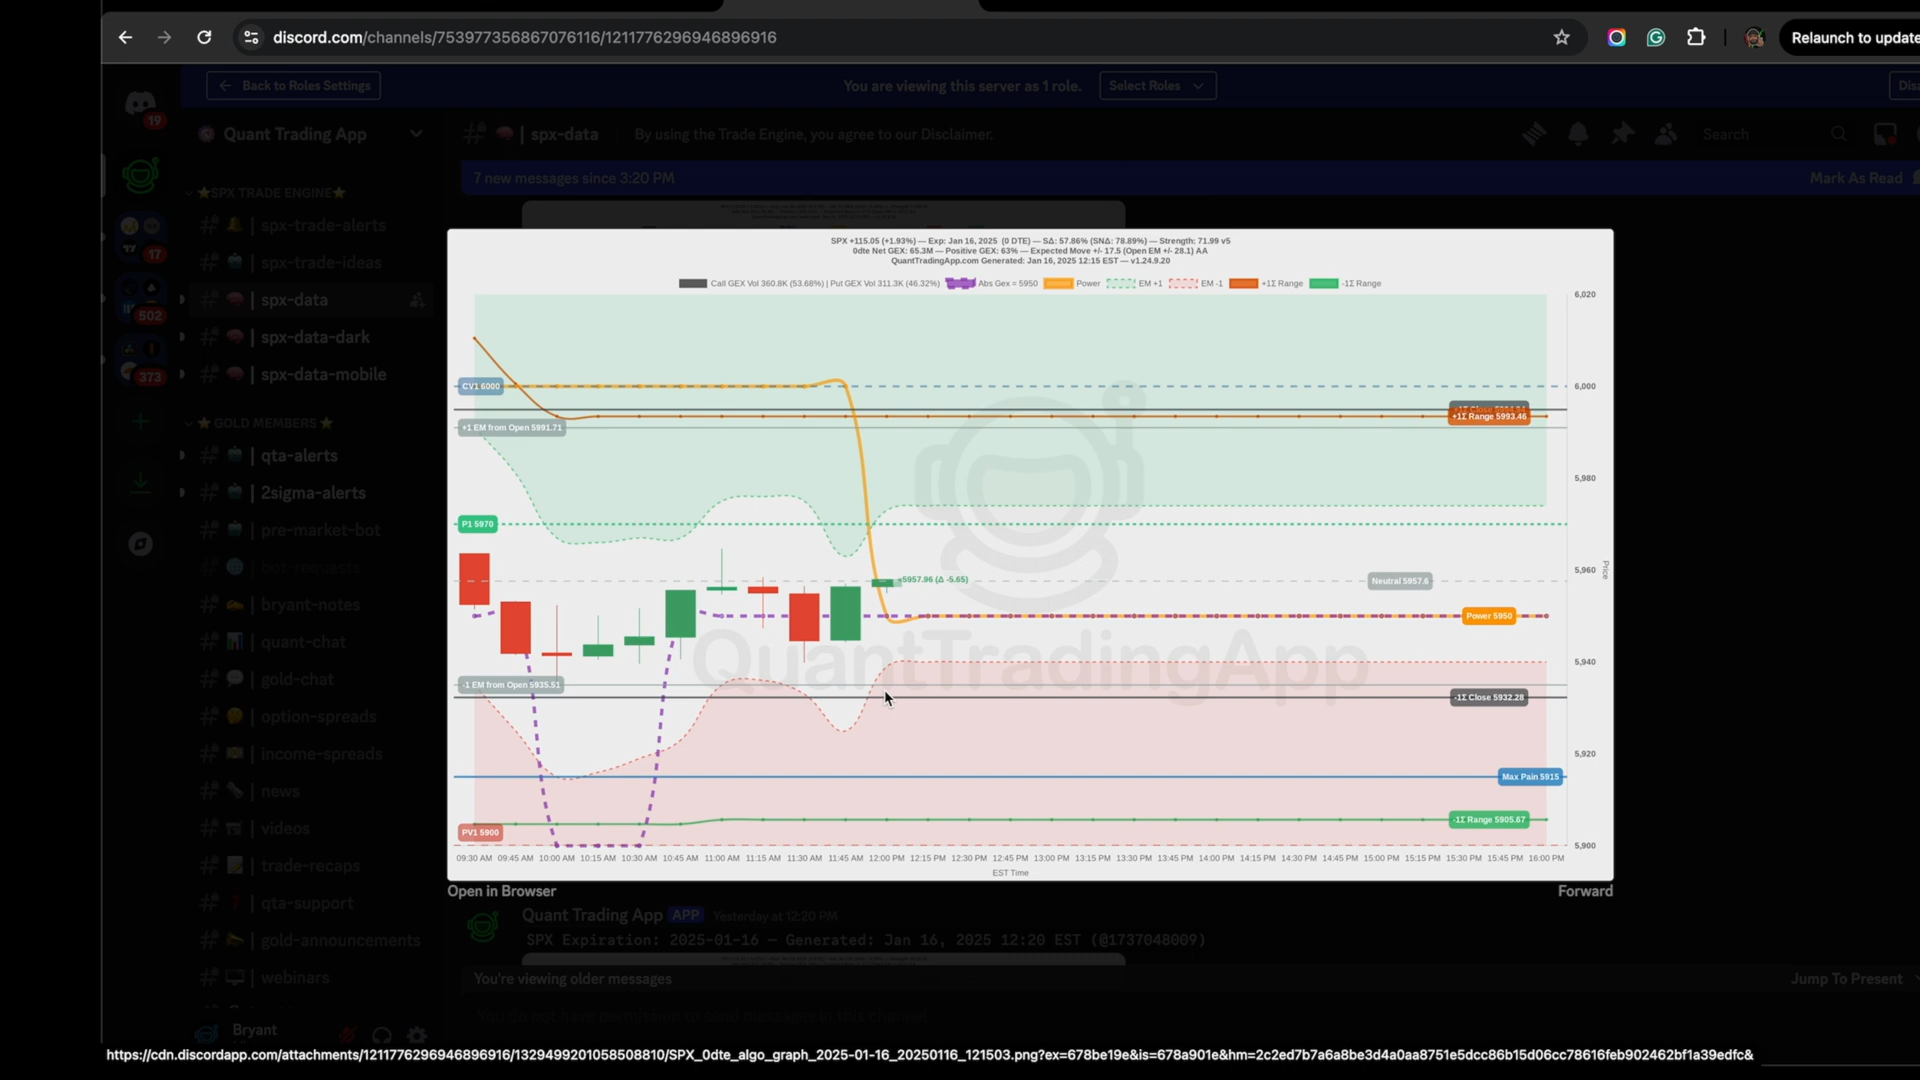 discord.com/channels/753977356867076116/1211776296946896916
Relaunch to update
Back to Roles Settings
You are viewing this server as 1 role.
Select Roles
19
Quant Trading App
spx-data
By using the Trade Engine, you agree to our Disclaimer.
Search
7 new messages since 3:20 PM
Mark As Read
SPX TRADE ENGINE
spx-trade-alerts
17
spx-trade-ideas
spx-data
502
spx-data-dark
373
spx-data-mobile
GOLD MEMBERS
qta-alerts
2sigma-alerts
pre-market-bot
bot-requests
bryant-notes
quant-chat
gold-chat
option-spreads
income-spreads
news
videos
trade-recaps
qta-support
gold-announcements
webinars
Bryant
SPX +115.05 (+1.93%) — Exp: Jan 16, 2025 (0 DTE) — SΔ: 57.86% (SNΔ: 78.89%) — Strength: 71.99 v5
0dte Net GEX: 65.3M — Positive GEX: 63% — Expected Move +/- 17.5 (Open EM +/- 28.1) AA
QuantTradingApp.com Generated: Jan 16, 2025 12:15 EST — v1.24.9.20
Call GEX Vol 360.8K (53.68%) | Put GEX Vol 311.3K (46.32%) Abs Gex = 5950 Power EM +1 EM -1 +1Σ Range -1Σ Range
6,020
CV1 6000
6,000
+1Σ Range 5993.46
+1 EM from Open 5991.71
5,980
P1 5970
5,960
Price
5957.96 (Δ -5.65)
Neutral 5957.6
Power 5950
QuantTradingApp
5,940
-1 EM from Open 5935.51
-1Σ Close 5932.28
5,920
Max Pain 5915
-1Σ Range 5905.67
PV1 5900
5,900
09:30 AM 09:45 AM 10:00 AM 10:15 AM 10:30 AM 10:45 AM 11:00 AM 11:15 AM 11:30 AM 11:45 AM 12:00 PM 12:15 PM 12:30 PM 12:45 PM 13:00 PM 13:15 PM 13:30 PM 13:45 PM 14:00 PM 14:15 PM 14:30 PM 14:45 PM 15:00 PM 15:15 PM 15:30 PM 15:45 PM 16:00 PM
EST Time
Open in Browser
Forward
Quant Trading App APP Yesterday at 12:20 PM
SPX Expiration: 2025-01-16 — Generated: Jan 16, 2025 12:20 EST (@1737048009)
You're viewing older messages
Jump To Present
You do not have permission to send messages in this channel.
https://cdn.discordapp.com/attachments/1211776296946896916/1329499201058508810/SPX_0dte_algo_graph_2025-01-16_20250116_121503.png?ex=678be19e&is=678a901e&hm=2c2ed7b7a6a8be3d4a0aa8751e5dcc86b15d06cc78616feb902462bf1a39edfc&